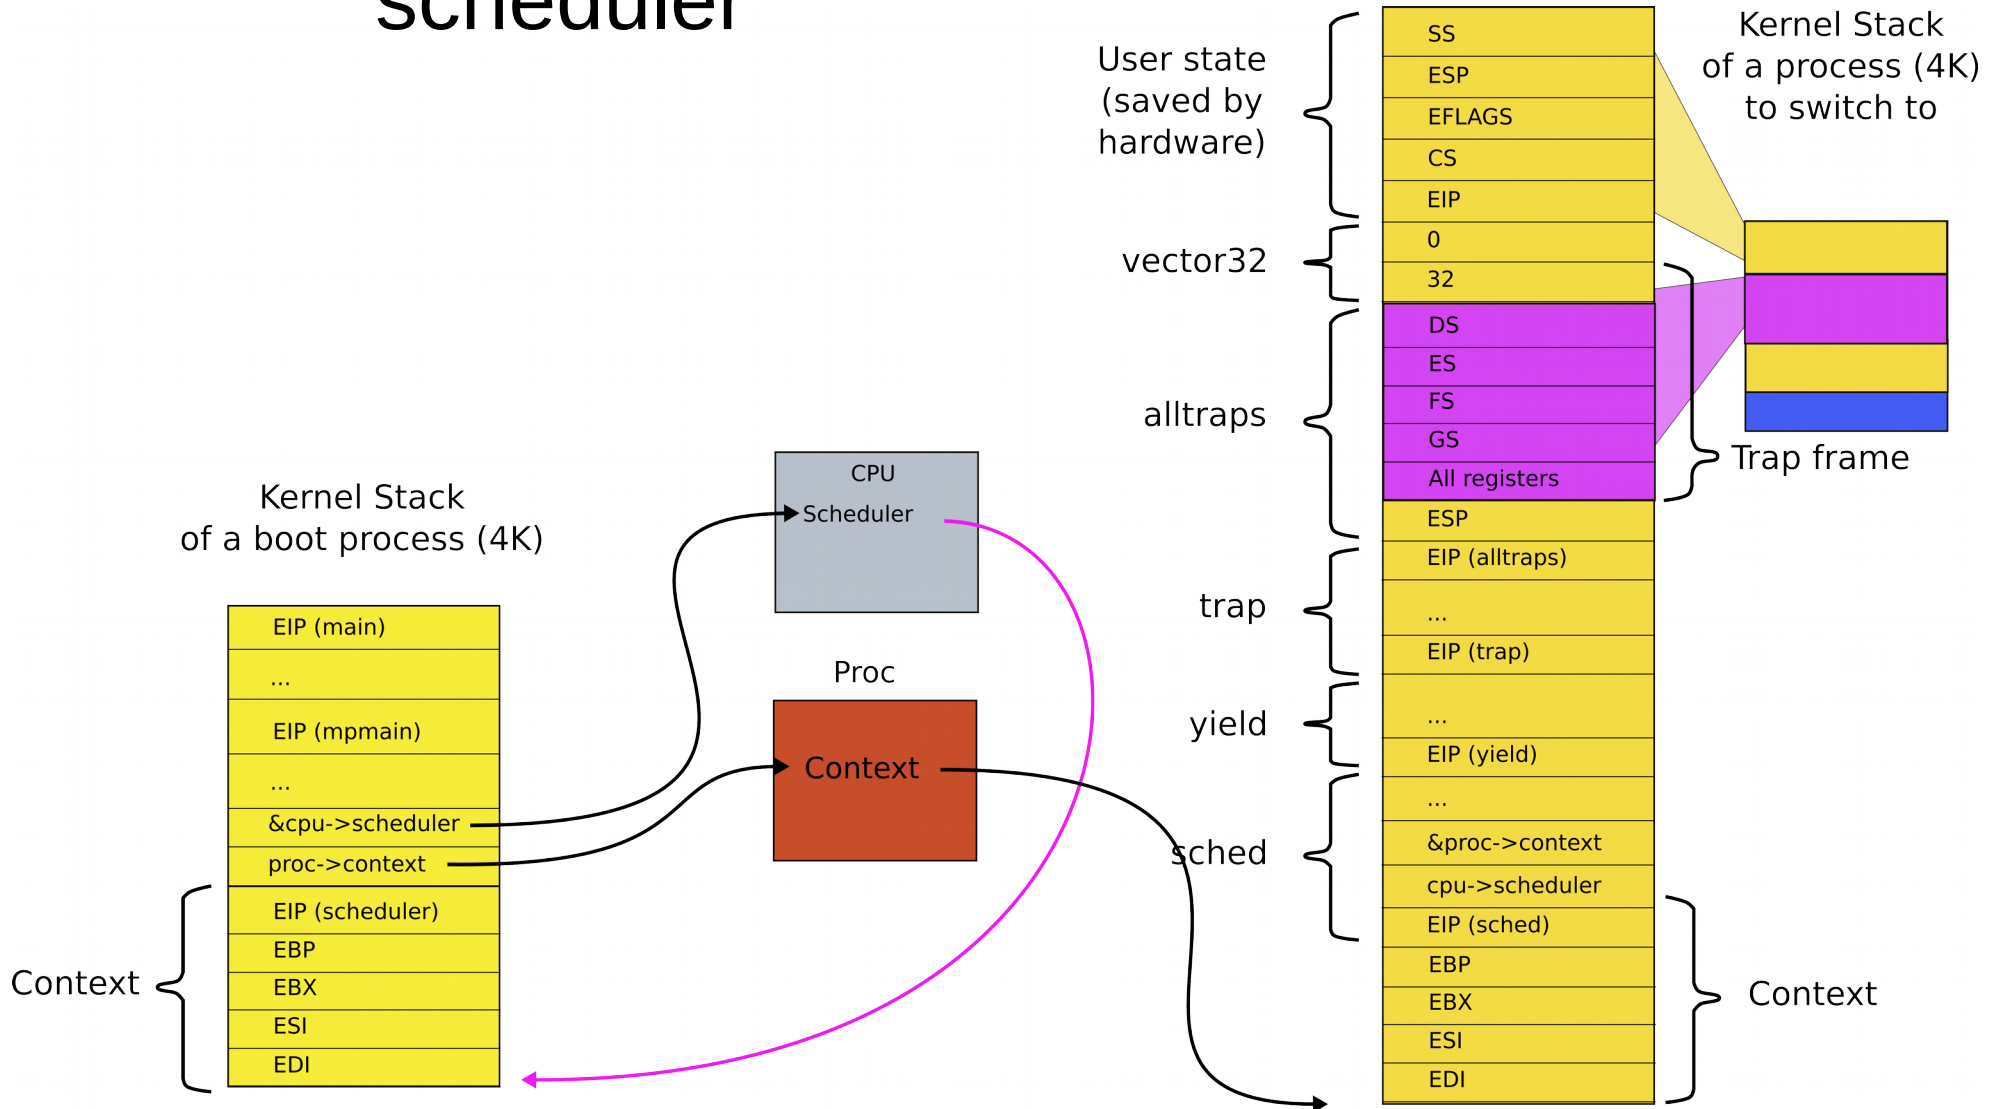 scheduler
User state
(saved by
hardware)
vector32
alltraps
trap
yield
sched
SS
ESP
EFLAGS
CS
EIP
0
32
DS
ES
FS
GS
All registers
ESP
EIP (alltraps)
...
EIP (trap)
...
EIP (yield)
...
&proc->context
cpu->scheduler
EIP (sched)
EBP
EBX
ESI
EDI
Kernel Stack
of a process (4K)
to switch to
Trap frame
Context
CPU
Scheduler
Proc
Context
Kernel Stack
of a boot process (4K)
EIP (main)
...
EIP (mpmain)
...
&cpu->scheduler
proc->context
EIP (scheduler)
EBP
EBX
ESI
EDI
Context